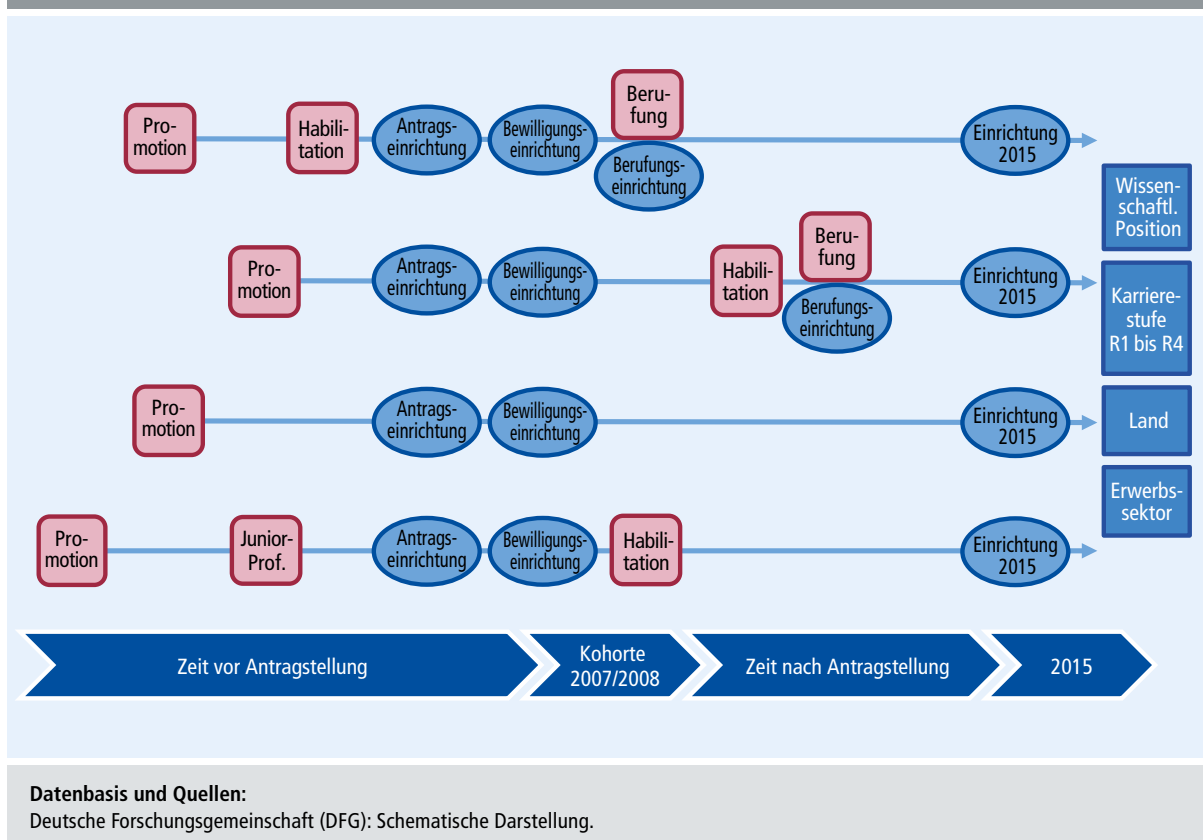 Pro-
motion
Habili-
tation
Antrags-
einrichtung
Bewilligungs-
einrichtung
Beru-
fung
Berufungs-
einrichtung
Einrichtung
2015
Pro-
motion
Antrags-
einrichtung
Bewilligungs-
einrichtung
Habili-
tation
Beru-
fung
Berufungs-
einrichtung
Einrichtung
2015
Pro-
motion
Antrags-
einrichtung
Bewilligungs-
einrichtung
Einrichtung
2015
Pro-
motion
Junior-
Prof.
Antrags-
einrichtung
Bewilligungs-
einrichtung
Habili-
tation
Einrichtung
2015
Wissen-
schaftl.
Position
Karriere-
stufe
R1 bis R4
Land
Erwerbs-
sektor
Zeit vor Antragstellung
Kohorte
2007/2008
Zeit nach Antragstellung
2015
Datenbasis und Quellen:
Deutsche Forschungsgemeinschaft (DFG): Schematische Darstellung.